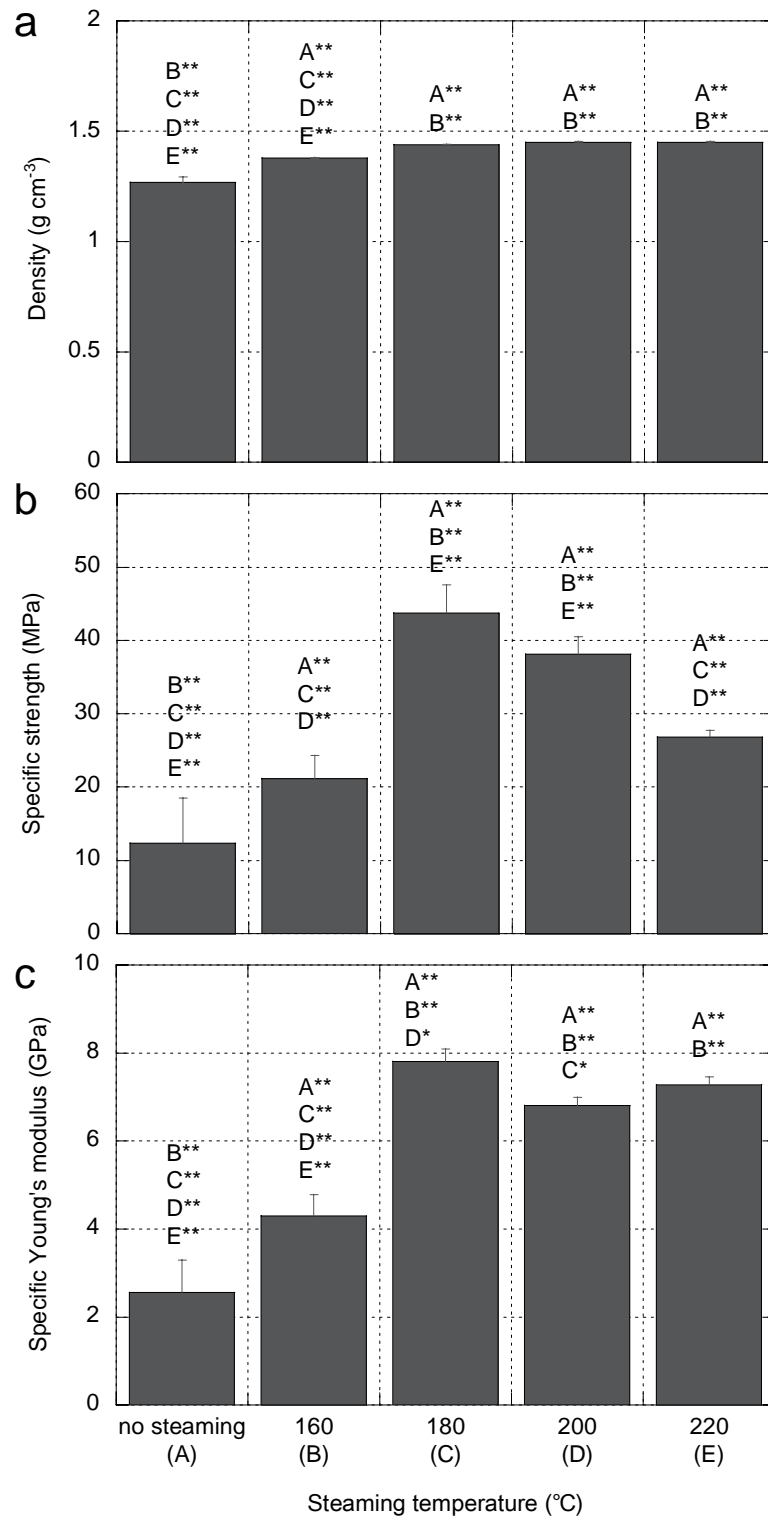 a
Density (g cm-3)
2
1.5
1
0.5
0
B**
C**
D**
E**
A**
C**
D**
E**
A**
B**
A**
B**
A**
B**
b
Specific strength (MPa)
60
50
40
30
20
10
0
B**
C**
D**
E**
A**
C**
D**
A**
B**
E**
A**
B**
E**
A**
C**
D**
c
Specific Young's modulus (GPa)
10
8
6
4
2
0
B**
C**
D**
E**
A**
C**
D**
E**
A**
B**
D*
A**
B**
C*
A**
B**
no steaming 160 180 200 220
(A) (B) (C) (D) (E)
Steaming temperature (°C)